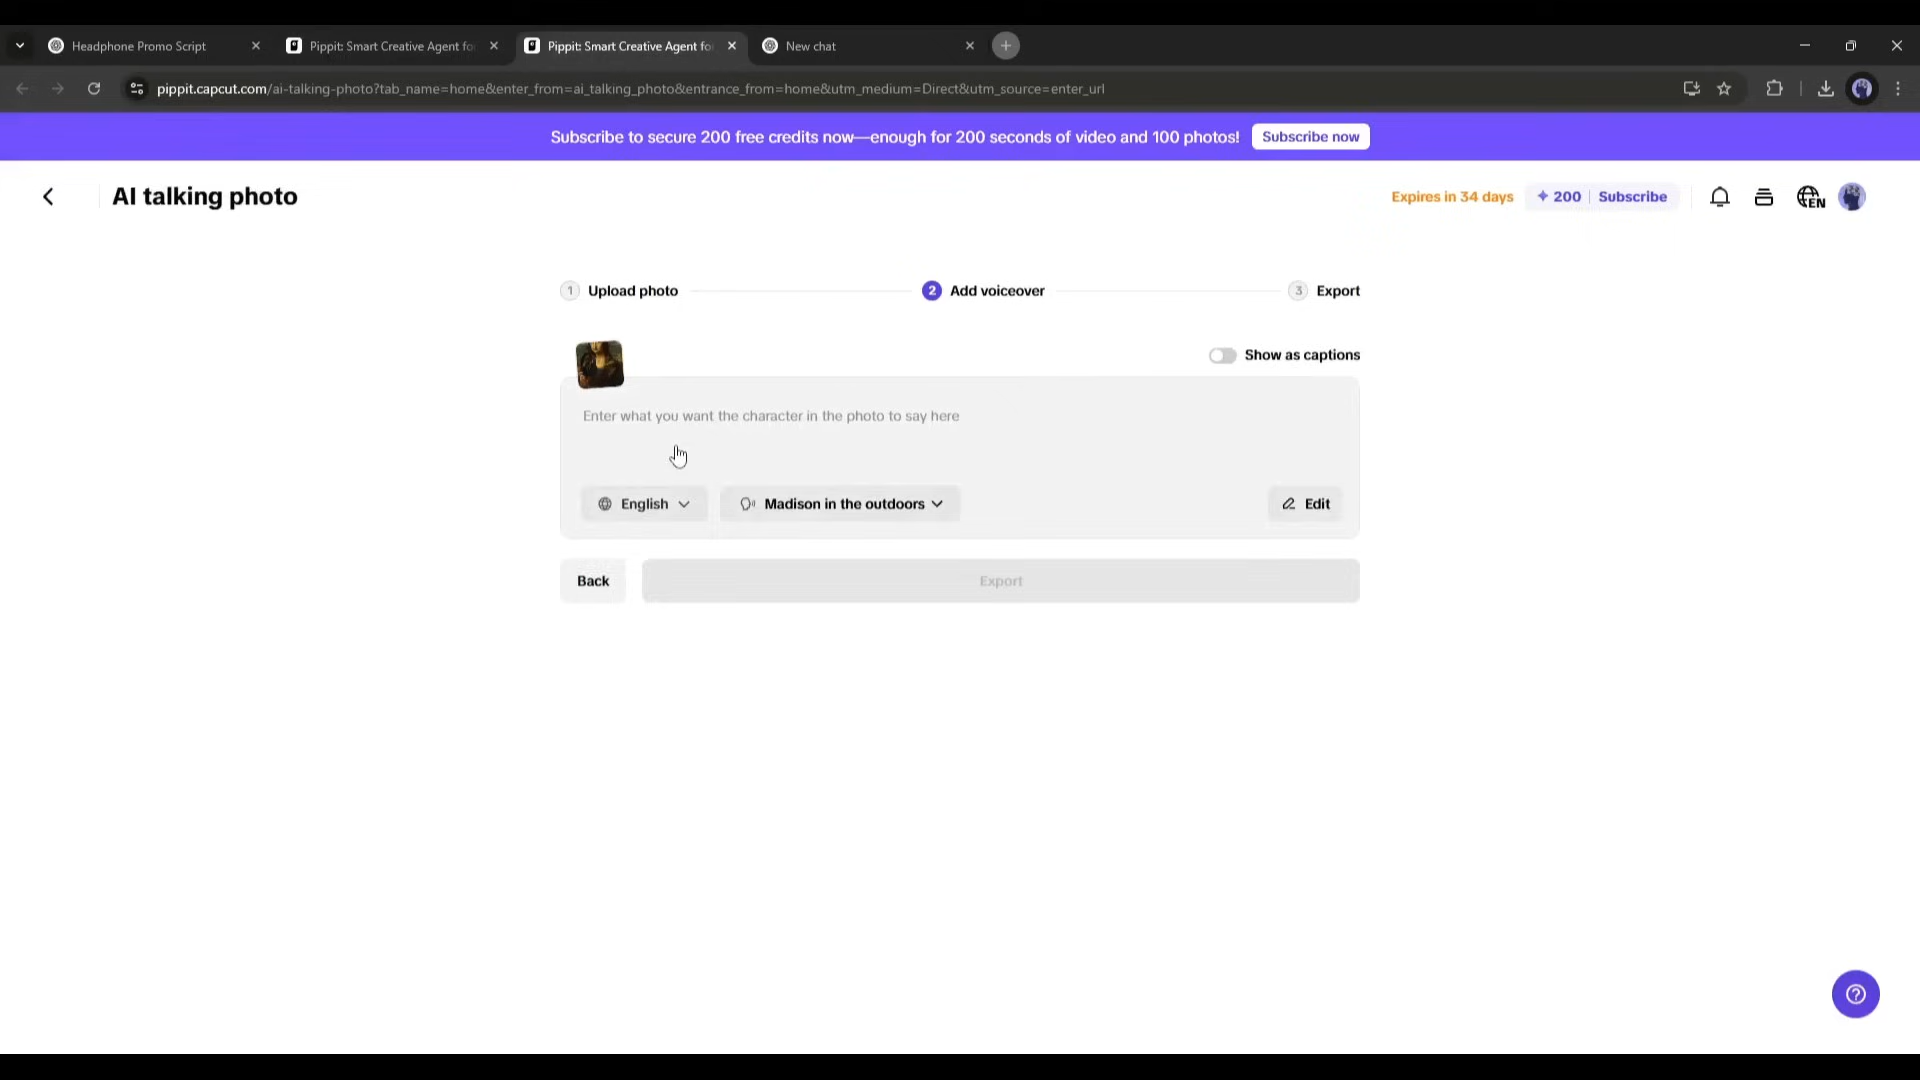 Headphone Promo Script
Pippit: Smart Creative Agent fo
Pippit: Smart Creative Agent fo
New chat
pippit.capcut.com/ai-talking-photo?tab_name=home&enter_from=ai_talking_photo&entrance_from=home&utm_medium=Direct&utm_source=enter_url
Subscribe to secure 200 free credits now—enough for 200 seconds of video and 100 photos! Subscribe now
AI talking photo
Expires in 34 days
200 Subscribe
EN
1 Upload photo
2 Add voiceover
3 Export
Show as captions
Enter what you want the character in the photo to say here
English
Madison in the outdoors
Edit
Back
Export